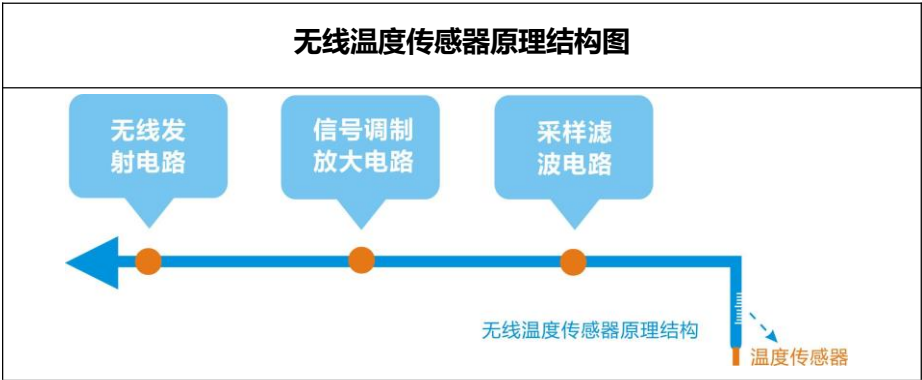 无线温度传感器原理结构图
无线发
射电路
信号调制
放大电路
采样滤
波电路
无线温度传感器原理结构
温度传感器